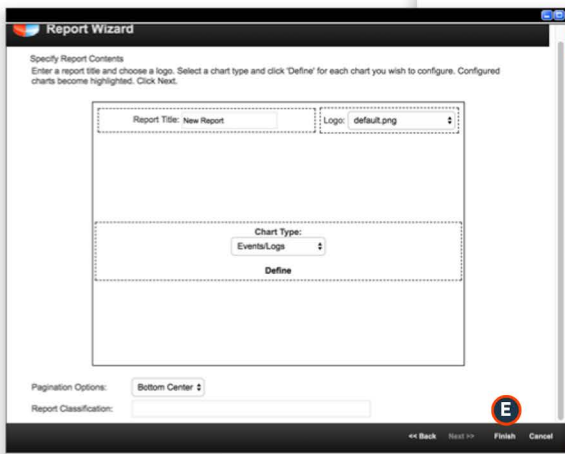 Report Wizard
Specify Report Contents
Enter a report title and choose a logo. Select a chart type and click 'Define' for each chart you wish to configure. Configured
charts become highlighted. Click Next.
Report Title: New Report Logo: default.png
Chart Type:
Events/Logs
Define
Pagination Options: Bottom Center
Report Classification:
E
<< Back Next >> Finish Cancel